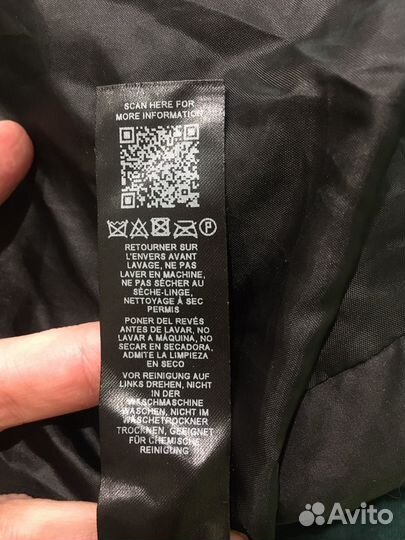 SCAN HERE FOR
MORE INFORMATION
P
RETOURNER SUR
L'ENVERS AVANT
LAVAGE, NE PAS
LAVER EN MACHINE,
NE PAS SÉCHER AU
SÈCHE-LINGE,
NETTOYAGE À SEC
PERMIS
PONER DEL REVÉS
ANTES DE LAVAR, NO
LAVAR A MÁQUINA, NO
SECAR EN SECADORA,
ADMITE LA LIMPIEZA
EN SECO
VOR REINIGUNG AUF
LINKS DREHEN, NICHT
IN DER
WASCHMASCHINE
WASCHEN, NICHT IM
WÄSCHETROCKNER
TROCKNEN, GEEIGNET
FÜR CHEMISCHE
REINIGUNG
Avito